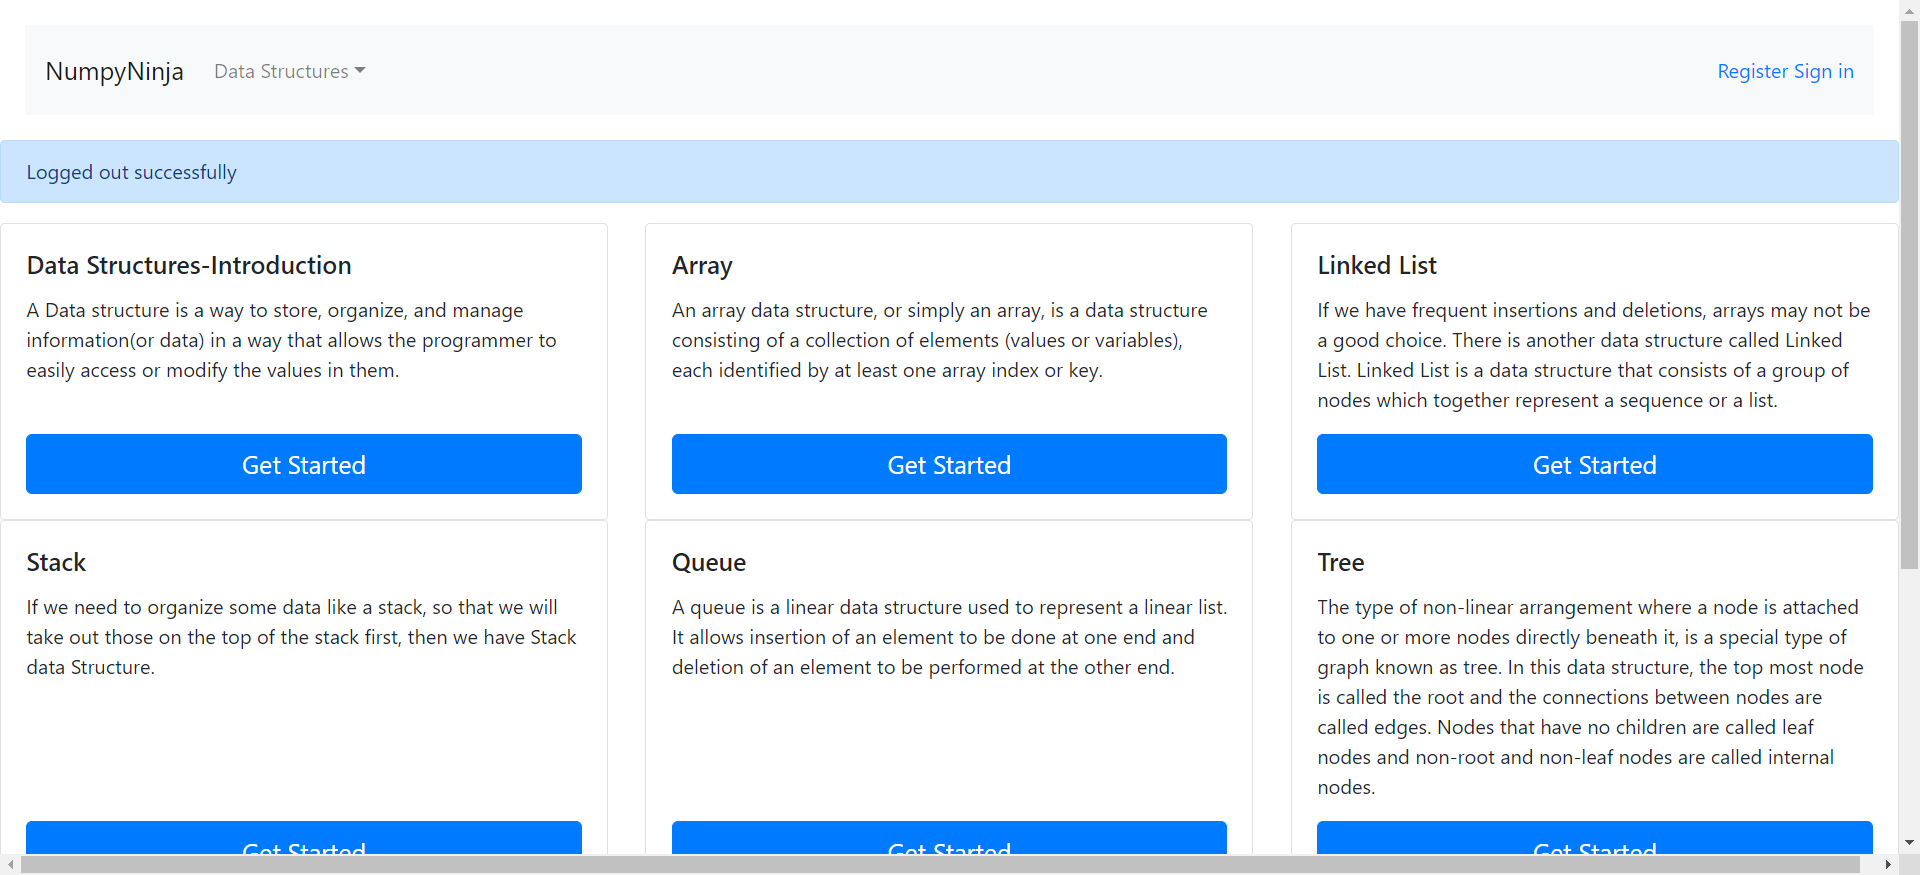 NumpyNinja
Data Structures
Register Sign in
Logged out successfully
Data Structures-Introduction
A Data structure is a way to store, organize, and manage
information(or data) in a way that allows the programmer to
easily access or modify the values in them.
Get Started
Array
An array data structure, or simply an array, is a data structure
consisting of a collection of elements (values or variables),
each identified by at least one array index or key.
Get Started
Linked List
If we have frequent insertions and deletions, arrays may not be
a good choice. There is another data structure called Linked
List. Linked List is a data structure that consists of a group of
nodes which together represent a sequence or a list.
Get Started
Stack
If we need to organize some data like a stack, so that we will
take out those on the top of the stack first, then we have Stack
data Structure.
Get Started
Queue
A queue is a linear data structure used to represent a linear list.
It allows insertion of an element to be done at one end and
deletion of an element to be performed at the other end.
Get Started
Tree
The type of non-linear arrangement where a node is attached
to one or more nodes directly beneath it, is a special type of
graph known as tree. In this data structure, the top most node
is called the root and the connections between nodes are
called edges. Nodes that have no children are called leaf
nodes and non-root and non-leaf nodes are called internal
nodes.
Get Started